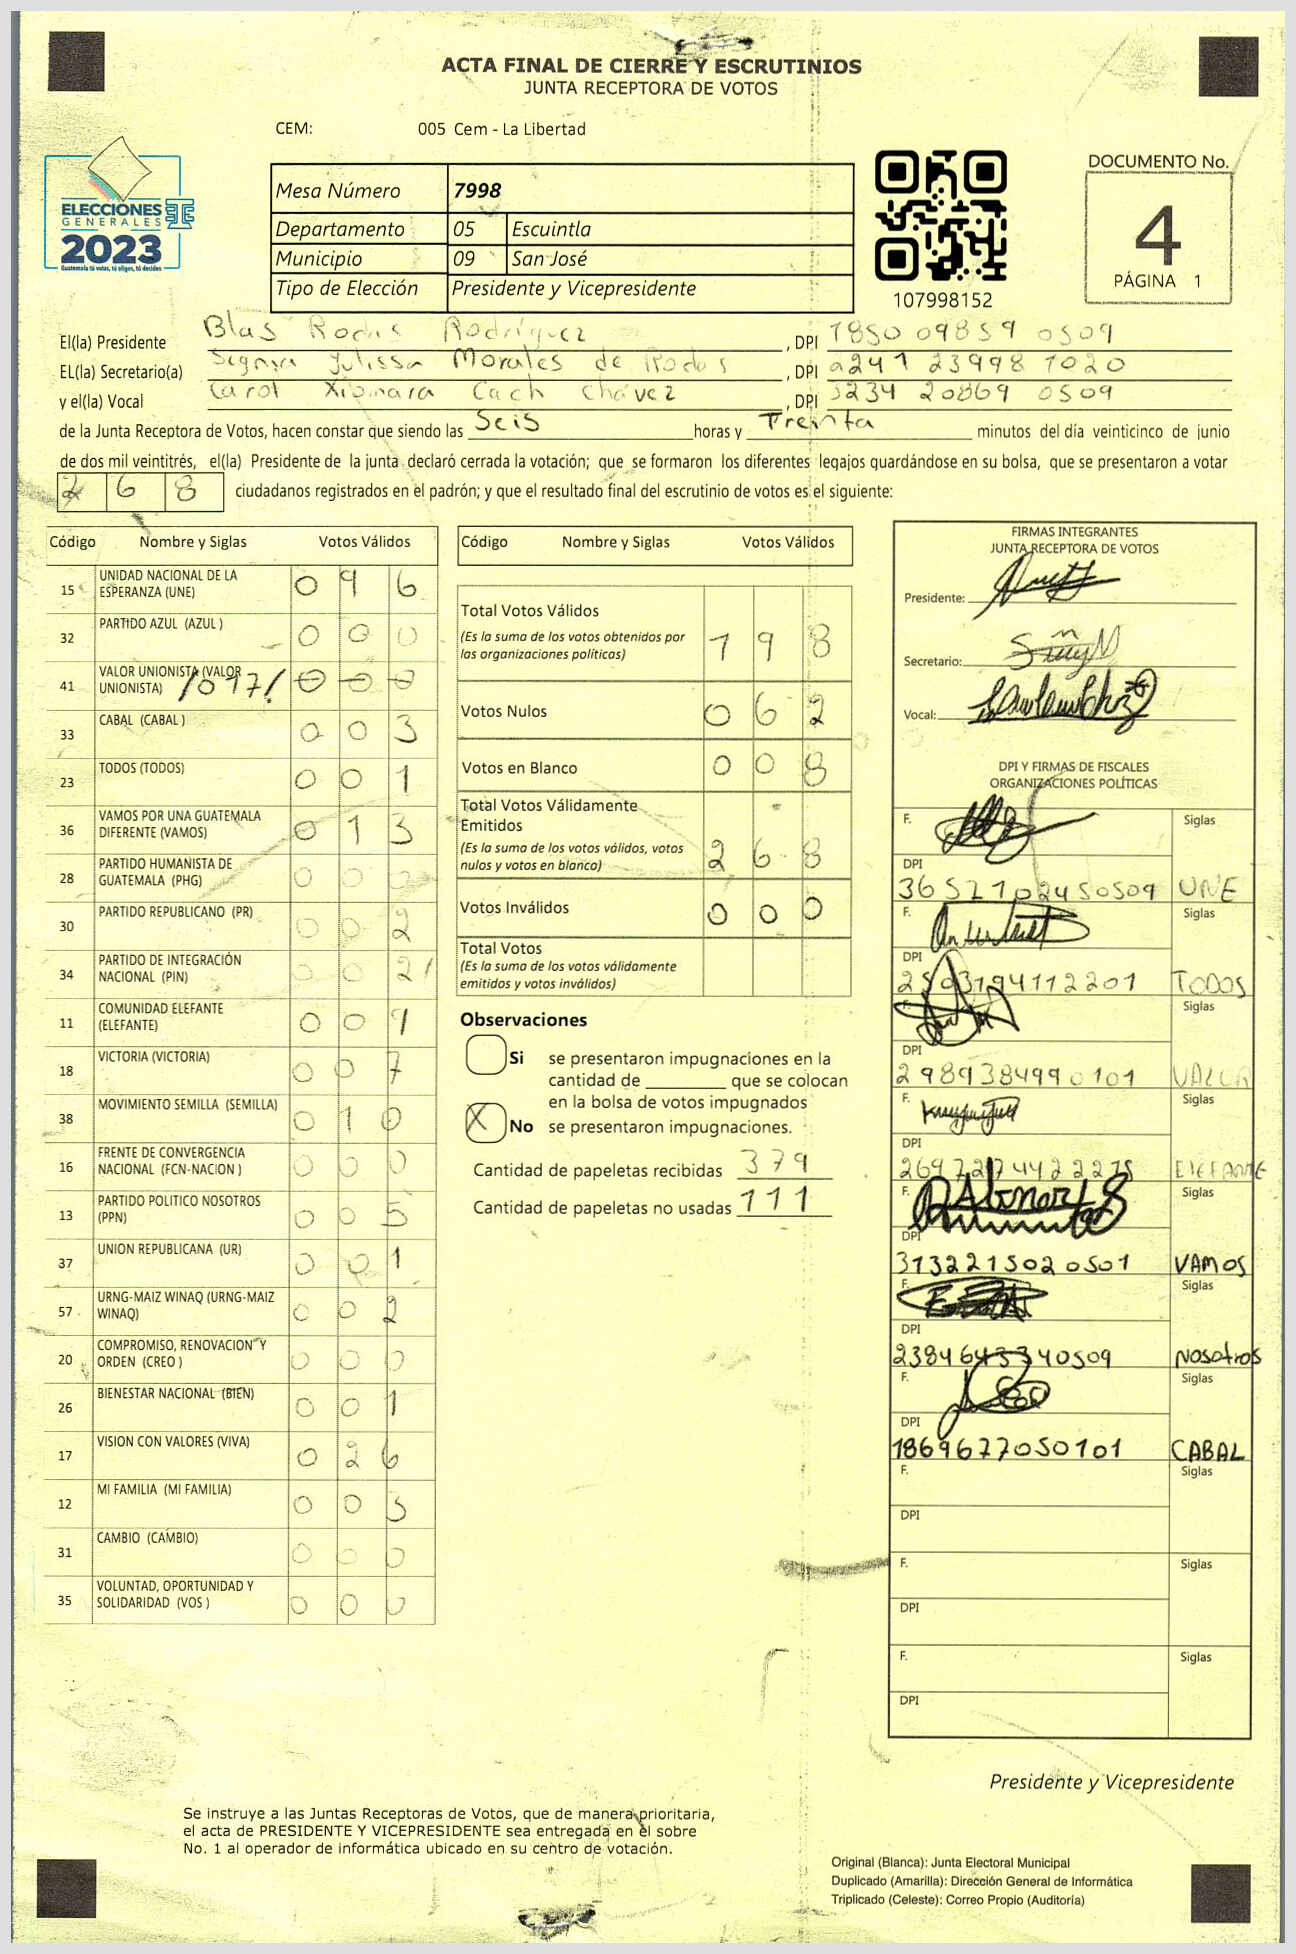 ACTA FINAL DE CIERRE Y ESCRUTINIOS
JUNTA RECEPTORA DE VOTOS
CEM: 005 Cem - La Libertad
ELECCIONES
GENERALES
2023
Guatemala tú votas, tú eliges, tú decides
Mesa Número 7998
Departamento 05 Escuintla
Municipio 09 San José
Tipo de Elección Presidente y Vicepresidente
107998152
DOCUMENTO No.
4
PÁGINA 1
El(la) Presidente Blas Rodas Rodríguez, DPI 1850 09859 0509
EL(la) Secretario(a) Yulissa Morales de Rodas, DPI 2241 23998 1020
y el(la) Vocal Carol Xiomara Cach Chávez, DPI 3234 20869 0509
de la Junta Receptora de Votos, hacen constar que siendo las Seis horas y Treinta minutos del día veinticinco de junio
de dos mil veintitrés, el(la) Presidente de la junta declaró cerrada la votación; que se formaron los diferentes legajos guardándose en su bolsa, que se presentaron a votar
268 ciudadanos registrados en el padrón; y que el resultado final del escrutinio de votos es el siguiente:
Código Nombre y Siglas Votos Válidos
15 UNIDAD NACIONAL DE LA ESPERANZA (UNE) 0 9 6
32 PARTIDO AZUL (AZUL ) 0 0 0
41 VALOR UNIONISTA (VALOR UNIONISTA) /017/ 0 0 0
33 CABAL (CABAL ) 0 0 3
23 TODOS (TODOS) 0 0 1
36 VAMOS POR UNA GUATEMALA DIFERENTE (VAMOS) 0 1 3
28 PARTIDO HUMANISTA DE GUATEMALA (PHG) 0 0 0
30 PARTIDO REPUBLICANO (PR) 0 0 2
34 PARTIDO DE INTEGRACIÓN NACIONAL (PIN) 0 0 2
11 COMUNIDAD ELEFANTE (ELEFANTE) 0 0 9
18 VICTORIA (VICTORIA) 0 0 7
38 MOVIMIENTO SEMILLA (SEMILLA) 0 1 0
16 FRENTE DE CONVERGENCIA NACIONAL (FCN-NACION ) 0 0 0
13 PARTIDO POLITICO NOSOTROS (PPN) 0 0 5
37 UNION REPUBLICANA (UR) 0 0 1
57 URNG-MAIZ WINAQ (URNG-MAIZ WINAQ) 0 0 2
20 COMPROMISO, RENOVACION Y ORDEN (CREO ) 0 0 0
26 BIENESTAR NACIONAL (BIEN) 0 0 1
17 VISION CON VALORES (VIVA) 0 2 6
12 MI FAMILIA (MI FAMILIA) 0 0 3
31 CAMBIO (CAMBIO) 0 0 0
35 VOLUNTAD, OPORTUNIDAD Y SOLIDARIDAD (VOS ) 0 0 0
Código Nombre y Siglas Votos Válidos
Total Votos Válidos 1 9 8
(Es la suma de los votos obtenidos por
las organizaciones políticas)
Votos Nulos 0 6 2
Votos en Blanco 0 0 8
Total Votos Válidamente
Emitidos 2 6 8
(Es la suma de los votos válidos, votos
nulos y votos en blanco)
Votos Inválidos 0 0 0
Total Votos
(Es la suma de los votos válidamente
emitidos y votos inválidos)
Observaciones
Si se presentaron impugnaciones en la
cantidad de ________ que se colocan
en la bolsa de votos impugnados
X No se presentaron impugnaciones.
Cantidad de papeletas recibidas 379
Cantidad de papeletas no usadas 111
FIRMAS INTEGRANTES
JUNTA RECEPTORA DE VOTOS
Presidente:
Secretario:
Vocal:
DPI Y FIRMAS DE FISCALES
ORGANIZACIONES POLÍTICAS
F. Siglas
DPI
3657102450509 UNE
F. Siglas
DPI
TODOS
F. Siglas
DPI
2989384990101 VALOR
F. Siglas
DPI
ELEFANTE
F. Siglas
DPI
3132215020501 VAMOS
F. Siglas
DPI
Nosotros
F. Siglas
DPI
1869677050101 CABAL
F. Siglas
DPI
F. Siglas
DPI
F. Siglas
DPI
Presidente y Vicepresidente
Se instruye a las Juntas Receptoras de Votos, que de manera prioritaria,
el acta de PRESIDENTE Y VICEPRESIDENTE sea entregada en el sobre
No. 1 al operador de informática ubicado en su centro de votación.
Original (Blanca): Junta Electoral Municipal
Duplicado (Amarilla): Dirección General de Informática
Triplicado (Celeste): Correo Propio (Auditoría)